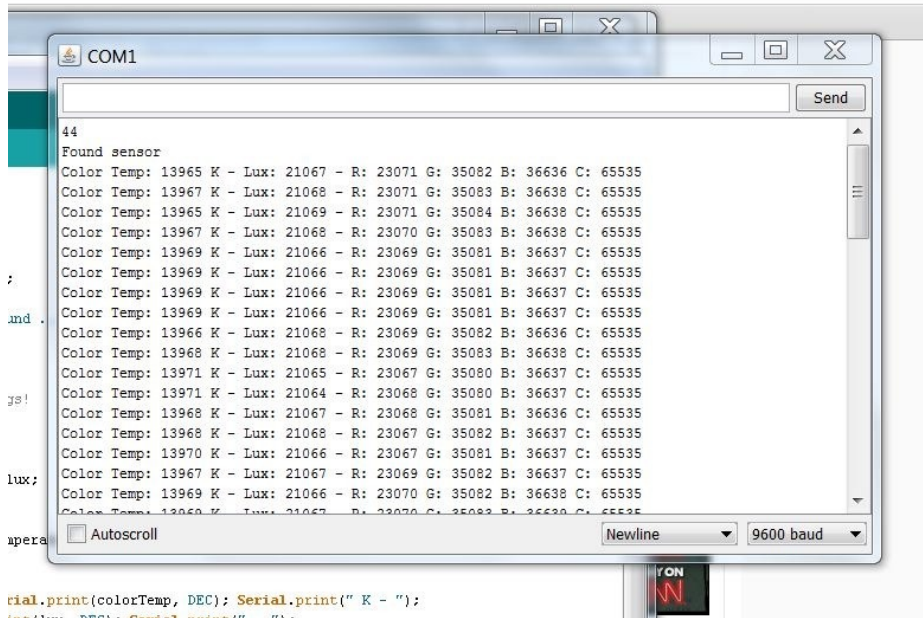 COM1
Send
44
Found sensor
Color Temp: 13965 K - Lux: 21067 - R: 23071 G: 35082 B: 36636 C: 65535
Color Temp: 13967 K - Lux: 21068 - R: 23071 G: 35083 B: 36638 C: 65535
Color Temp: 13965 K - Lux: 21069 - R: 23071 G: 35084 B: 36638 C: 65535
Color Temp: 13967 K - Lux: 21068 - R: 23070 G: 35083 B: 36638 C: 65535
Color Temp: 13969 K - Lux: 21066 - R: 23069 G: 35081 B: 36637 C: 65535
Color Temp: 13969 K - Lux: 21066 - R: 23069 G: 35081 B: 36637 C: 65535
Color Temp: 13969 K - Lux: 21066 - R: 23069 G: 35081 B: 36637 C: 65535
Color Temp: 13969 K - Lux: 21066 - R: 23069 G: 35081 B: 36637 C: 65535
Color Temp: 13966 K - Lux: 21068 - R: 23069 G: 35082 B: 36636 C: 65535
Color Temp: 13968 K - Lux: 21068 - R: 23069 G: 35083 B: 36638 C: 65535
Color Temp: 13971 K - Lux: 21065 - R: 23067 G: 35080 B: 36637 C: 65535
Color Temp: 13971 K - Lux: 21064 - R: 23068 G: 35080 B: 36637 C: 65535
Color Temp: 13968 K - Lux: 21067 - R: 23068 G: 35081 B: 36636 C: 65535
Color Temp: 13968 K - Lux: 21068 - R: 23067 G: 35082 B: 36637 C: 65535
Color Temp: 13970 K - Lux: 21066 - R: 23067 G: 35081 B: 36637 C: 65535
Color Temp: 13967 K - Lux: 21067 - R: 23069 G: 35082 B: 36637 C: 65535
Color Temp: 13969 K - Lux: 21066 - R: 23070 G: 35082 B: 36638 C: 65535
Autoscroll
Newline
9600 baud
;
und .
gs!
lux;
mpera
YON
rial.print(colorTemp, DEC); Serial.print(" K - ");